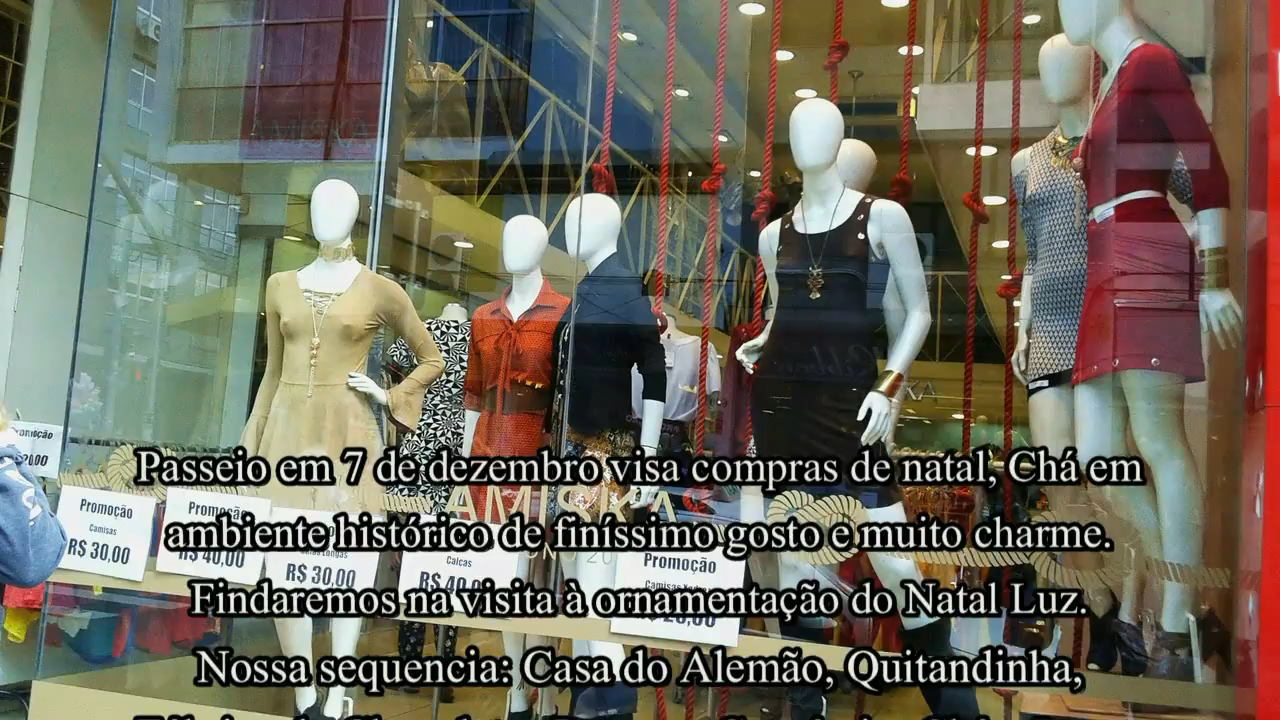 Promoção
Promoção
Camisas
R$ 30,00
Promoção
R$ 40,00
R$ 30,00
Calças
R$ 40,00
Promoção
AMISKA
Passeio em 7 de dezembro visa compras de natal, Chá em
ambiente histórico de finíssimo gosto e muito charme.
Findaremos na visita à ornamentação do Natal Luz.
Nossa sequencia: Casa do Alemão, Quitandinha,